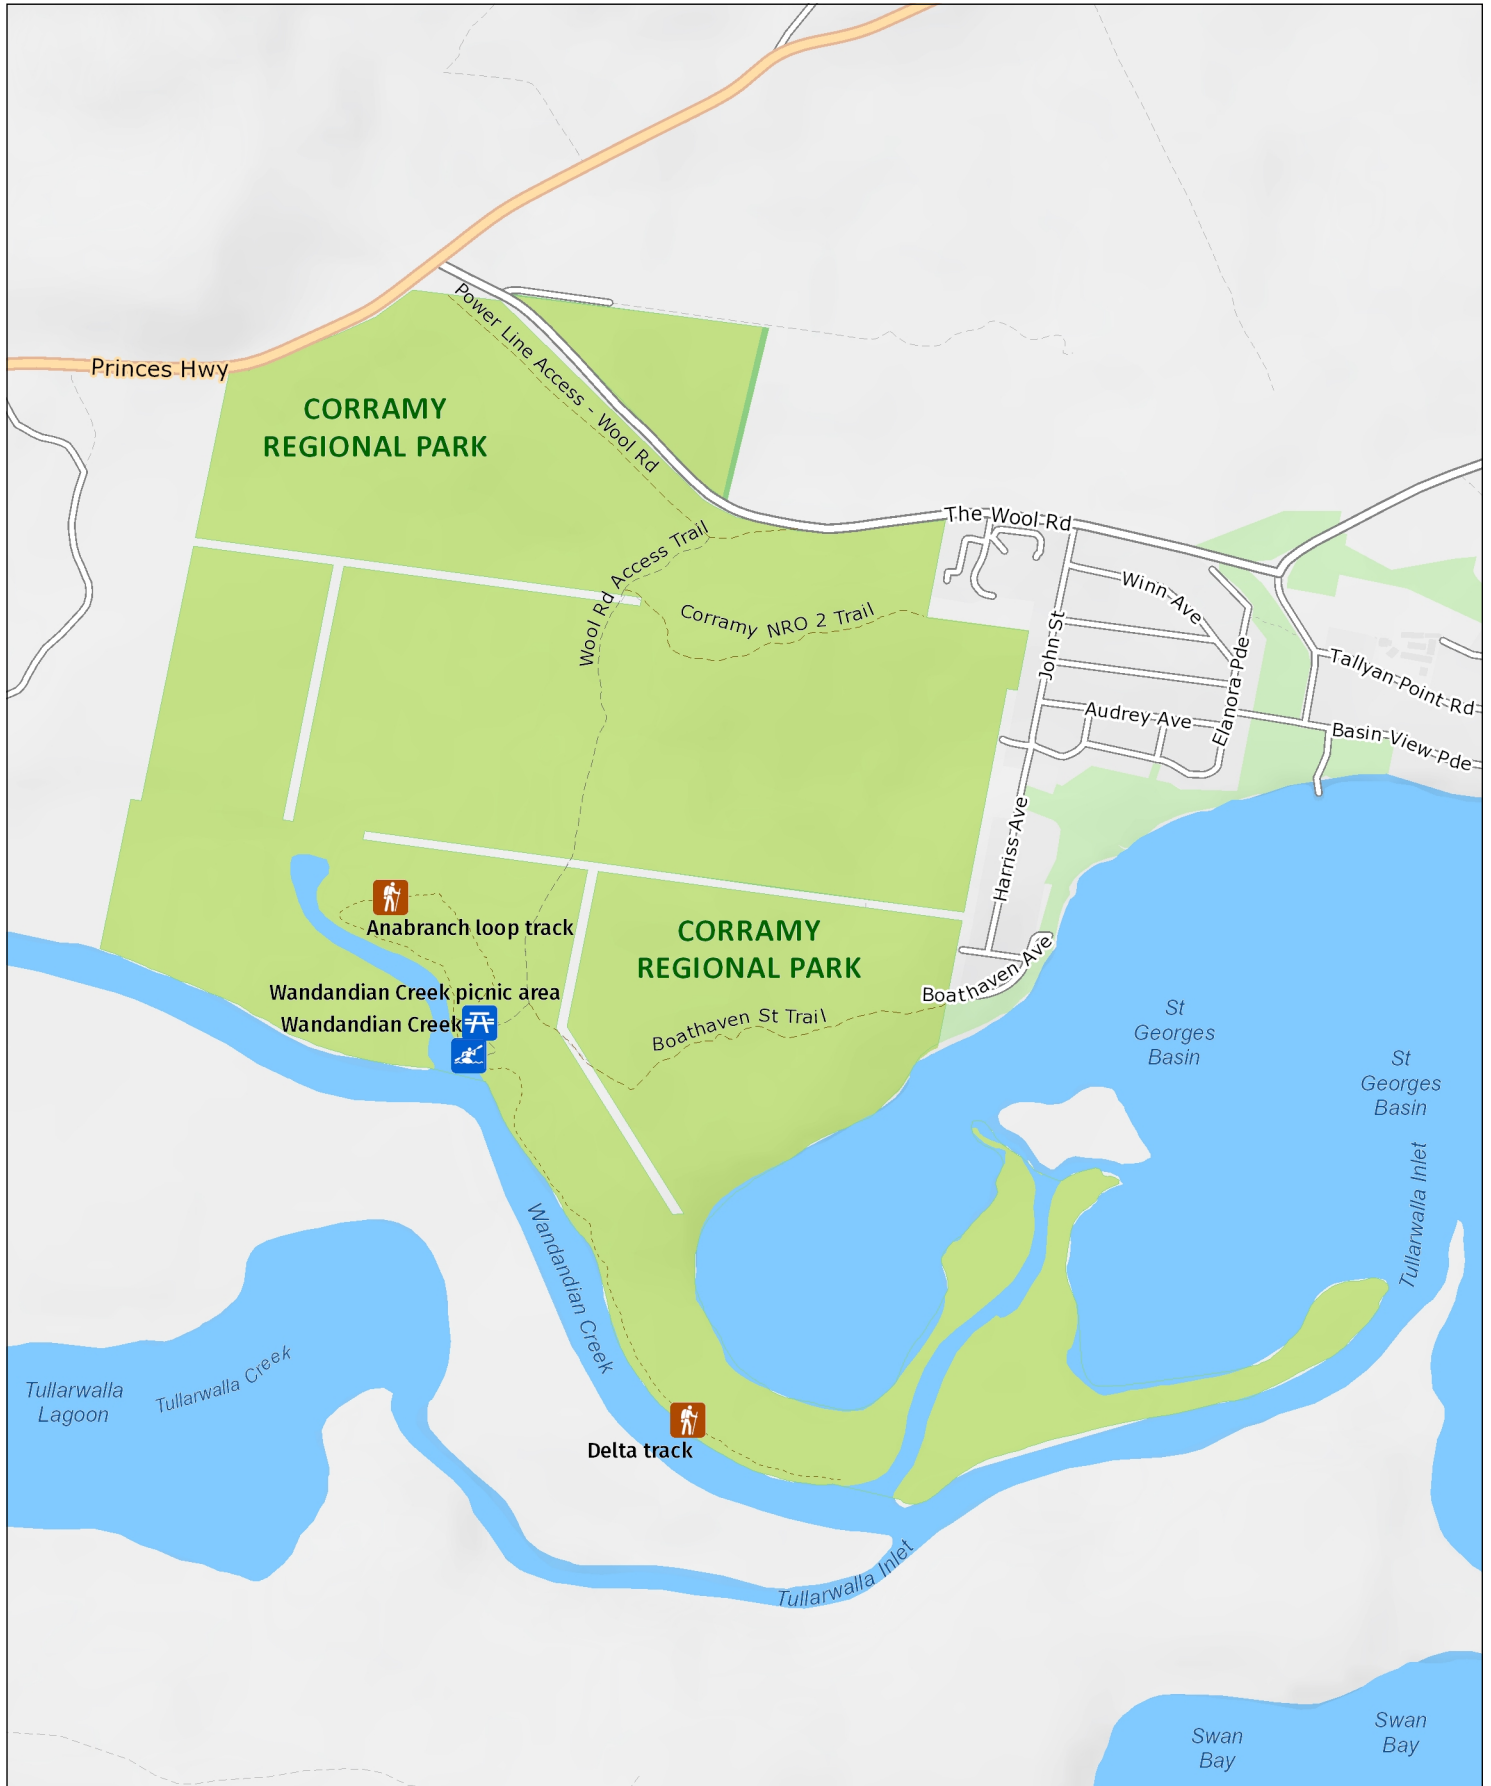 Princes Hwy
Power Line Access - Wool Rd
CORRAMY
REGIONAL PARK
The Wool Rd
Wool Rd Access Trail
Corramy NRO 2 Trail
Winn Ave
John St
Elanora Pde
Tallyan Point Rd
Audrey Ave
Basin View Pde
Harriss Ave
Anabranch loop track
CORRAMY
REGIONAL PARK
Boathaven Ave
Wandandian Creek picnic area
Wandandian Creek
Boathaven St Trail
St
Georges
Basin
St
Georges
Basin
Tullarwalla Inlet
Wandandian Creek
Tullarwalla
Lagoon
Tullarwalla Creek
Delta track
Tullarwalla Inlet
Swan
Bay
Swan
Bay